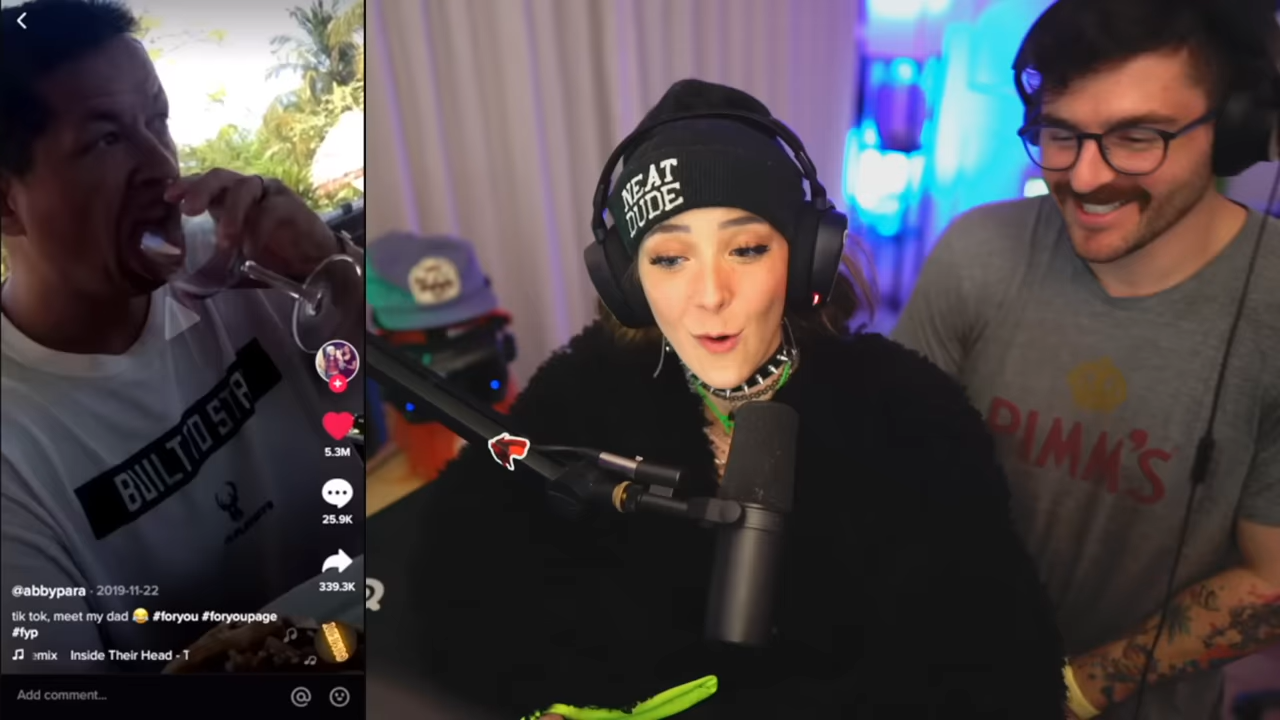 BUILT TO STA
5.3M
25.9K
339.3K
@abbypara · 2019-11-22
tik tok, meet my dad 😂 #foryou #foryoupage
#fyp
emix Inside Their Head - T
Add comment...
NEAT
DUDE
PIMM'S